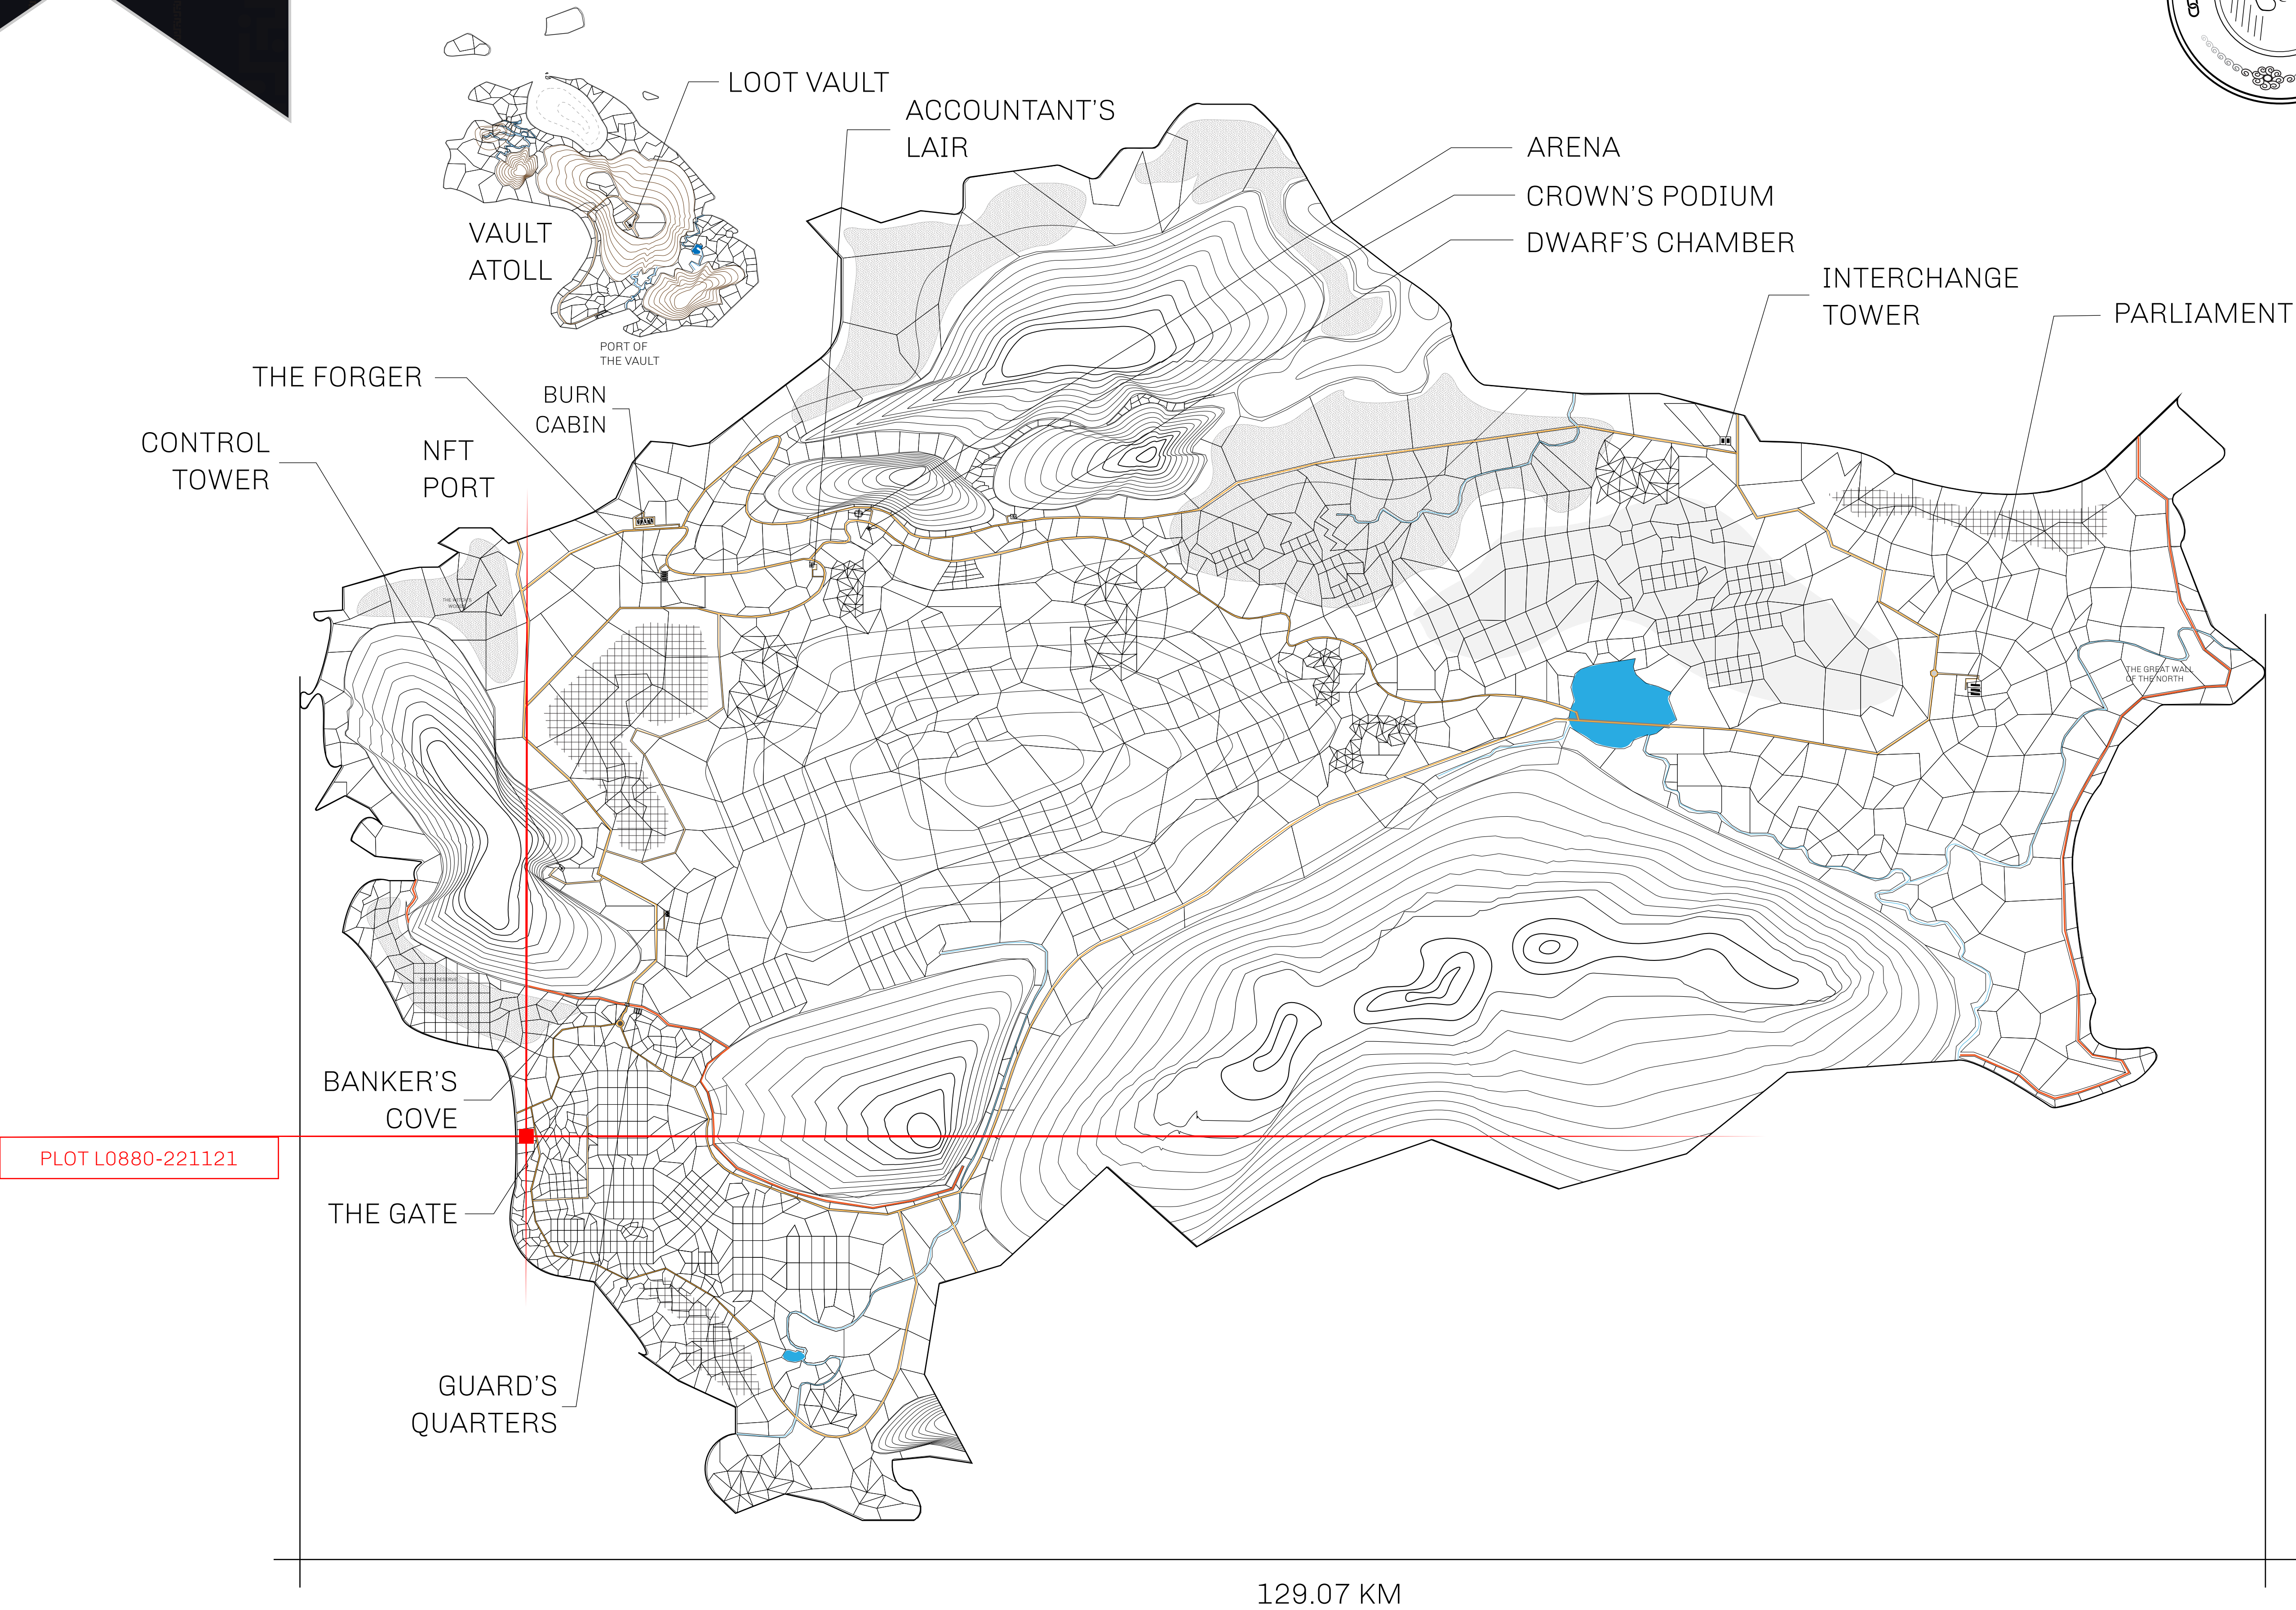 LOOT VAULT
ACCOUNTANT'S
LAIR
ARENA
CROWN'S PODIUM
DWARF'S CHAMBER
VAULT
ATOLL
INTERCHANGE
TOWER
PARLIAMENT
PORT OF
THE VAULT
THE FORGER
BURN
CABIN
CONTROL
TOWER
NFT
PORT
THE GREAT WALL
OF THE NORTH
SOUTH RESERVE
BANKER'S
COVE
PLOT L0880-221121
THE GATE
GUARD'S
QUARTERS
129.07 KM